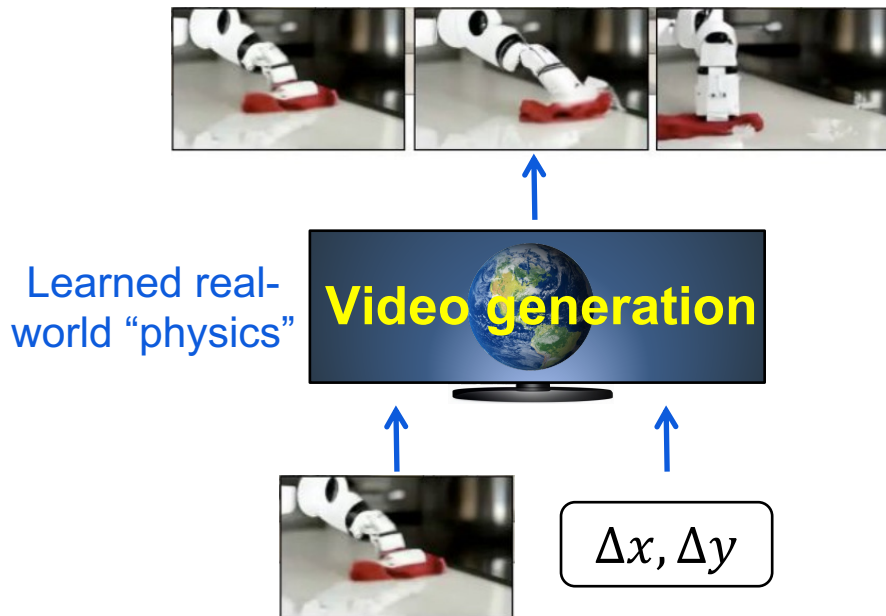 Learned real-
world “physics”
Video generation
Δx, Δy